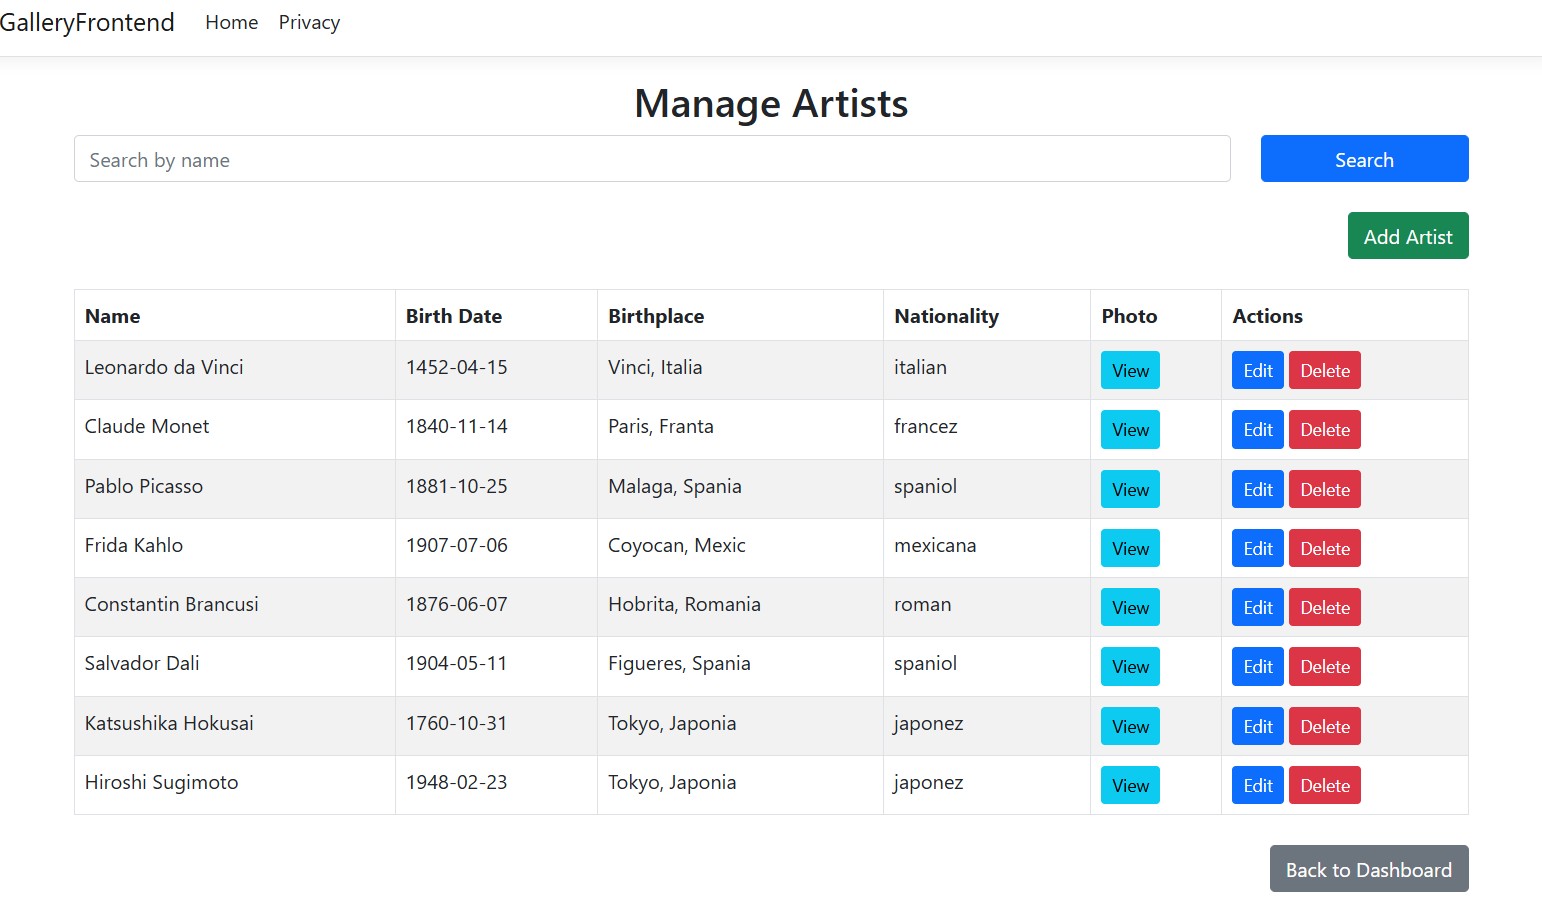 GalleryFrontend Home Privacy
Manage Artists
Search by name Search
Add Artist
Name Birth Date Birthplace Nationality Photo Actions
Leonardo da Vinci 1452-04-15 Vinci, Italia italian View Edit Delete
Claude Monet 1840-11-14 Paris, Franta francez View Edit Delete
Pablo Picasso 1881-10-25 Malaga, Spania spaniol View Edit Delete
Frida Kahlo 1907-07-06 Coyocan, Mexic mexicana View Edit Delete
Constantin Brancusi 1876-06-07 Hobrita, Romania roman View Edit Delete
Salvador Dali 1904-05-11 Figueres, Spania spaniol View Edit Delete
Katsushika Hokusai 1760-10-31 Tokyo, Japonia japonez View Edit Delete
Hiroshi Sugimoto 1948-02-23 Tokyo, Japonia japonez View Edit Delete
Back to Dashboard